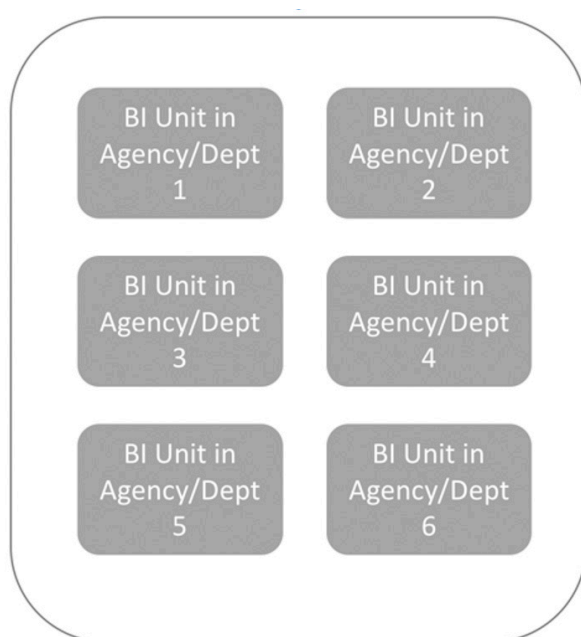 BI Unit in
Agency/Dept
1
BI Unit in
Agency/Dept
2
BI Unit in
Agency/Dept
3
BI Unit in
Agency/Dept
4
BI Unit in
Agency/Dept
5
BI Unit in
Agency/Dept
6